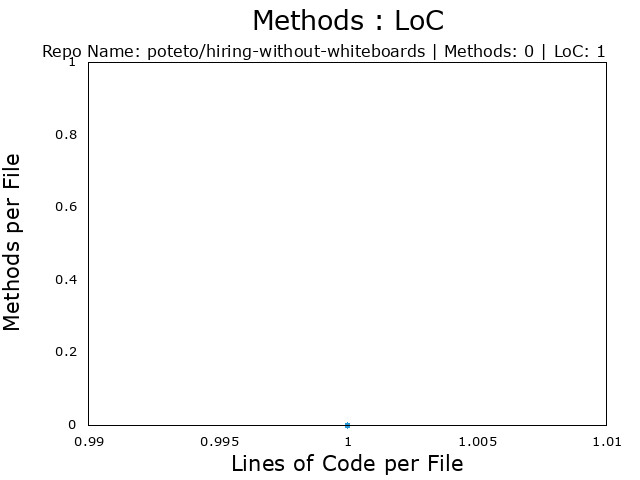 Methods : LoC
Repo Name: poteto/hiring-without-whiteboards | Methods: 0 | LoC: 1
1
0.8
0.6
0.4
0.2
0
Methods per File
0.99 0.995 1 1.005 1.01
Lines of Code per File